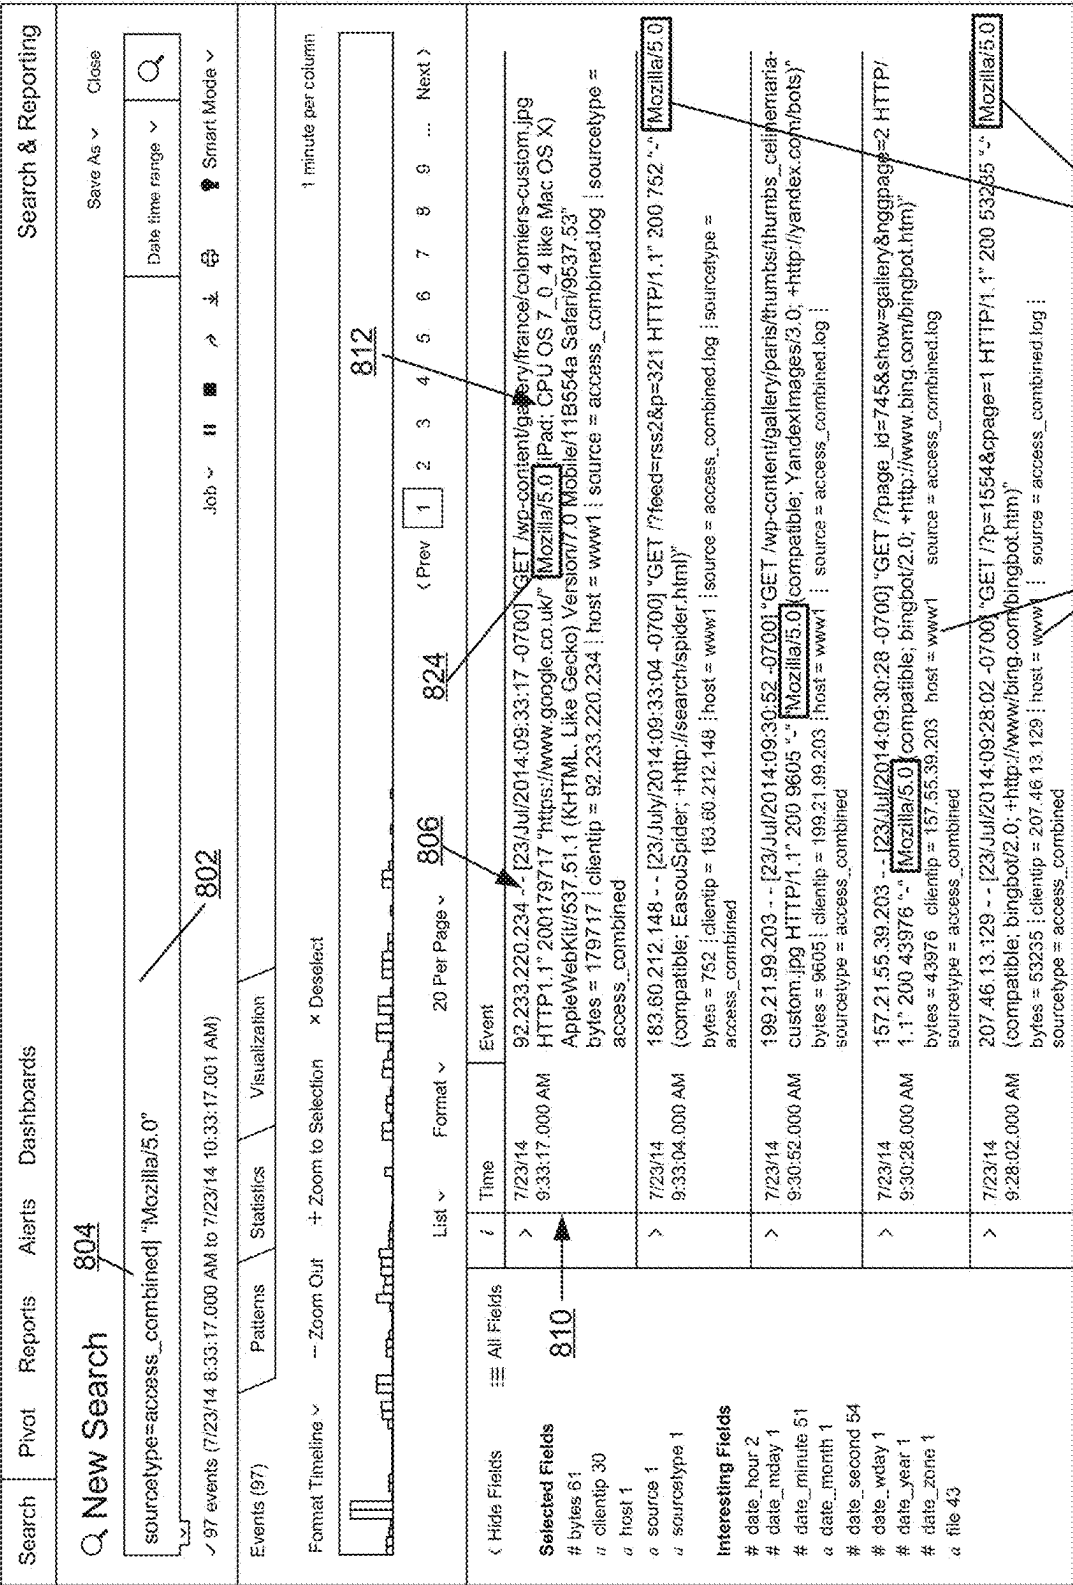 Search Pivot Reports Alerts Dashboards Search & Reporting
New Search
Save As Close
804
802
sourcetype=access_combined] "Mozilla/5.0"
Date time range
✓ 97 events (7/23/14 8:33:17.000 AM to 7/23/14 10:33:17.001 AM)
Job
Smart Mode
Events (97) Patterns Statistics Visualization
Format Timeline — Zoom Out + Zoom to Selection × Deselect
1 minute per column
List Format 20 Per Page
806
824
812
< Prev 1 2 3 4 5 6 7 8 9 ... Next >
< Hide Fields All Fields
i Time Event
810
Selected Fields
# bytes 61
a clientip 30
a host 1
a source 1
a sourcetype 1
Interesting Fields
# date_hour 2
# date_mday 1
# date_minute 51
a date_month 1
# date_second 54
# date_wday 1
# date_year 1
# date_zone 1
a file 43
> 7/23/14
9:33:17.000 AM
92.233.220.234 - - [23/Jul/2014:09:33:17 -0700] "GET /wp-content/gallery/france/colomiers-custom.jpg
HTTP1.1" 200179717 "https://www.google.co.uk/" "Mozilla/5.0 iPad; CPU OS 7_0_4 like Mac OS X)
AppleWebKit//537.51.1 (KHTML. Like Gecko) Version/7.0 Mobile/11B554a Safari/9537.53"
bytes = 179717 | clientip = 92.233.220.234 | host = www1 | source = access_combined.log | sourcetype =
access_combined
> 7/23/14
9:33:04.000 AM
183.60.212.148 - - [23/July/2014:09:33:04 -0700] "GET /?feed=rss2&p=321 HTTP/1.1" 200 752 "-" "Mozilla/5.0
(compatible; EasouSpider; +http://search/spider.html)"
bytes = 752 | clientip = 183.60.212.148 | host = www1 | source = access_combined.log | sourcetype =
access_combined
> 7/23/14
9:30:52.000 AM
199.21.99.203 - - [23/Jul/2014:09:30:52 -0700] "GET /wp-content/gallery/paris/thumbs/thumbs_celinemaria-
custom.jpg HTTP/1.1" 200 9605 "-" "Mozilla/5.0 (compatible; YandexImages/3.0; +http://yandex.com/bots)"
bytes = 9605 | clientip = 199.21.99.203 | host = www1 | source = access_combined.log |
sourcetype = access_combined
> 7/23/14
9:30:28.000 AM
157.21.55.39.203 - - [23/Jul/2014:09:30:28 -0700] "GET /?page_id=745&show=gallery&nggpage=2 HTTP/
1.1" 200 43976 "-" "Mozilla/5.0 (compatible; bingbot/2.0; +http://www.bing.com/bingbot.htm)"
bytes = 43976 clientip = 157.55.39.203 host = www1 source = access_combined.log
sourcetype = access_combined
> 7/23/14
9:28:02.000 AM
207.46.13.129 - - [23/Jul/2014:09:28:02 -0700] "GET /?p=1554&cpage=1 HTTP/1.1" 200 53235 "-" "Mozilla/5.0
(compatible; bingbot/2.0; +http://www/bing.com/bingbot.htm)"
bytes = 53235 | clientip = 207.46.13.129 | host = www1 | source = access_combined.log |
sourcetype = access_combined